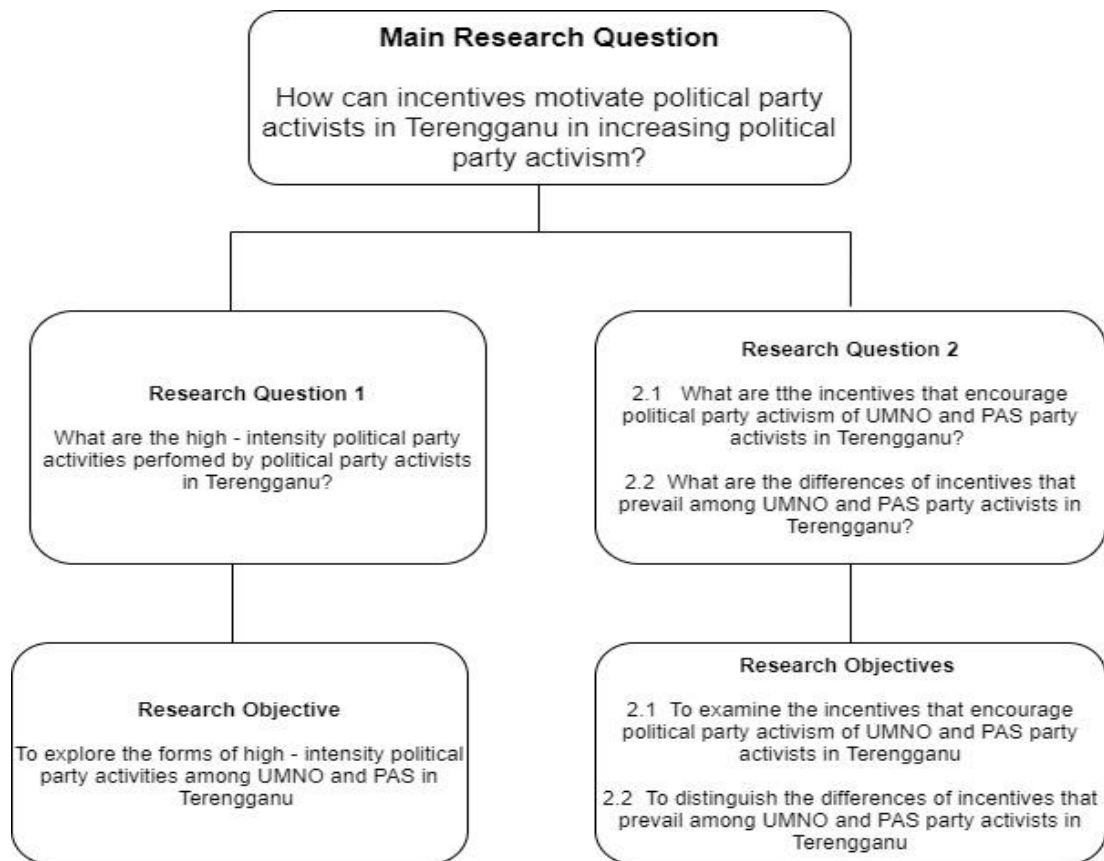 Main Research Question
How can incentives motivate political party
activists in Terengganu in increasing political
party activism?
Research Question 1
What are the high - intensity political party
activities perfomed by political party activists
in Terengganu?
Research Question 2
2.1 What are tthe incentives that encourage
political party activism of UMNO and PAS party
activists in Terengganu?
2.2 What are the differences of incentives that
prevail among UMNO and PAS party activists in
Terengganu?
Research Objective
To explore the forms of high - intensity political
party activities among UMNO and PAS in
Terengganu
Research Objectives
2.1 To examine the incentives that encourage
political party activism of UMNO and PAS party
activists in Terengganu
2.2 To distinguish the differences of incentives that
prevail among UMNO and PAS party activists in
Terengganu